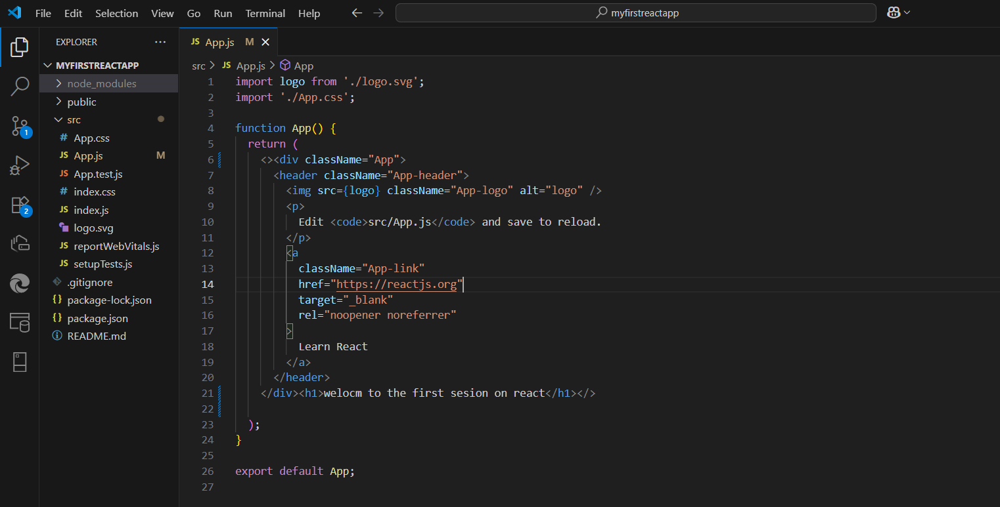 File Edit Selection View Go Run Terminal Help
myfirstreactapp
EXPLORER ...
MYFIRSTREACTAPP
node_modules
public
src
# App.css
JS App.js M
JS App.test.js
# index.css
JS index.js
logo.svg
JS reportWebVitals.js
JS setupTests.js
.gitignore
{} package-lock.json
{} package.json
README.md
1
2
JS App.js M
src > JS App.js > App
1 import logo from './logo.svg';
2 import './App.css';
3
4 function App() {
5 return (
6 <><div className="App">
7 <header className="App-header">
8 <img src={logo} className="App-logo" alt="logo" />
9 <p>
10 Edit <code>src/App.js</code> and save to reload.
11 </p>
12 <a
13 className="App-link"
14 href="https://reactjs.org"
15 target="_blank"
16 rel="noopener noreferrer"
17 >
18 Learn React
19 </a>
20 </header>
21 </div><h1>welocm to the first sesion on react</h1></>
22
23 );
24 }
25
26 export default App;
27